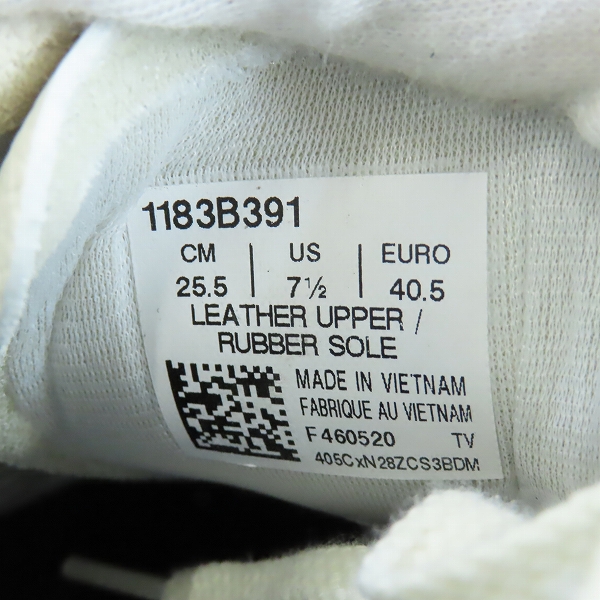 1183B391
CM | US | EURO
25.5 | 7½ | 40.5
LEATHER UPPER /
RUBBER SOLE
MADE IN VIETNAM
FABRIQUE AU VIETNAM
F460520 TV
405CxN28ZCS3BDM